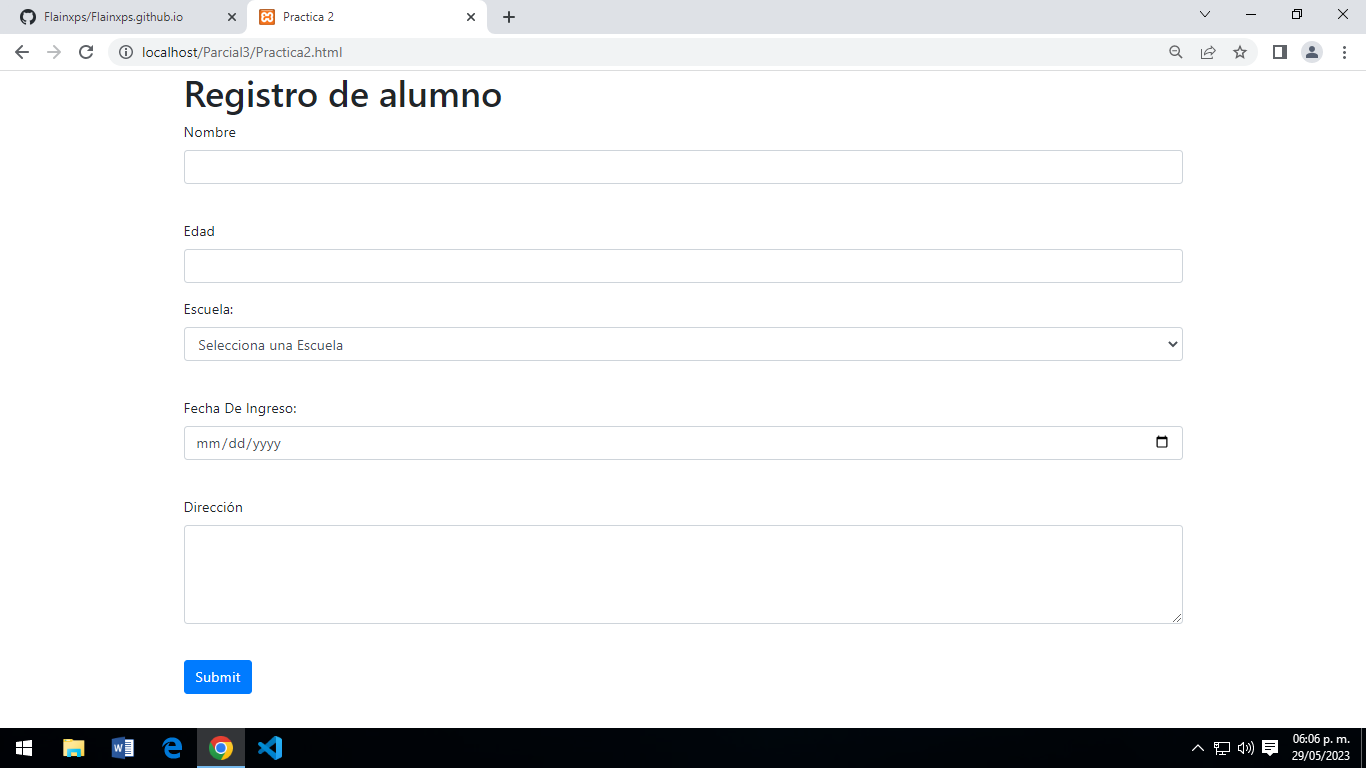 Flainxps/Flainxps.github.io
Practica 2
localhost/Parcial3/Practica2.html
Registro de alumno
Nombre
Edad
Escuela:
Selecciona una Escuela
Fecha De Ingreso:
mm/dd/yyyy
Dirección
Submit
06:06 p. m.
29/05/2023